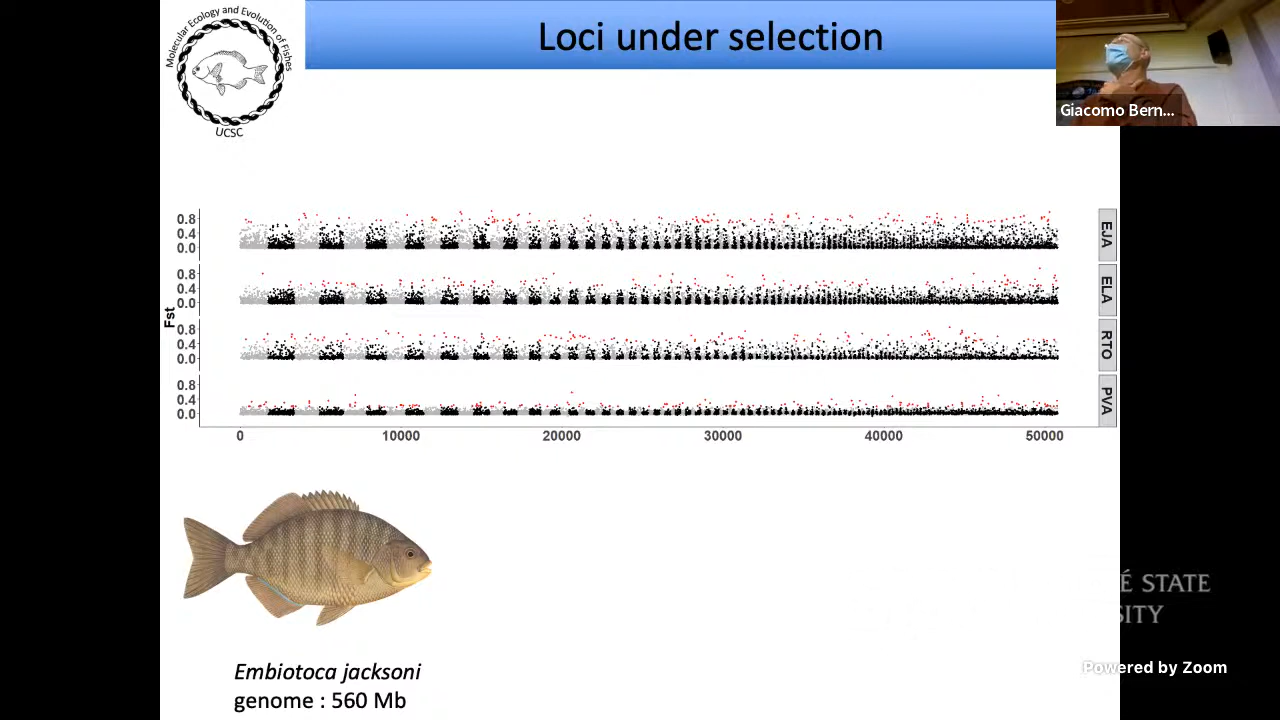 Molecular Ecology and Evolution of Fishes
UCSC
Loci under selection
Giacomo Bern...
0.8
0.4
0.0
EJA
0.8
0.4
0.0
ELA
Fst
0.8
0.4
0.0
RTO
0.8
0.4
0.0
PVA
0
10000
20000
30000
40000
50000
Embiotoca jacksoni
genome : 560 Mb
É STATE
SITY
Powered by Zoom